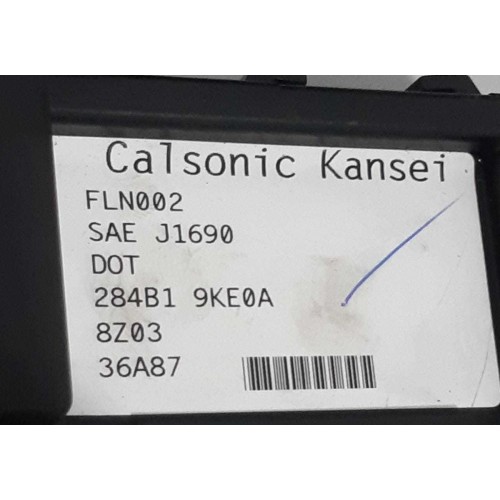 Calsonic Kansei
FLN002
SAE J1690
DOT
284B1 9KE0A
8Z03
36A87